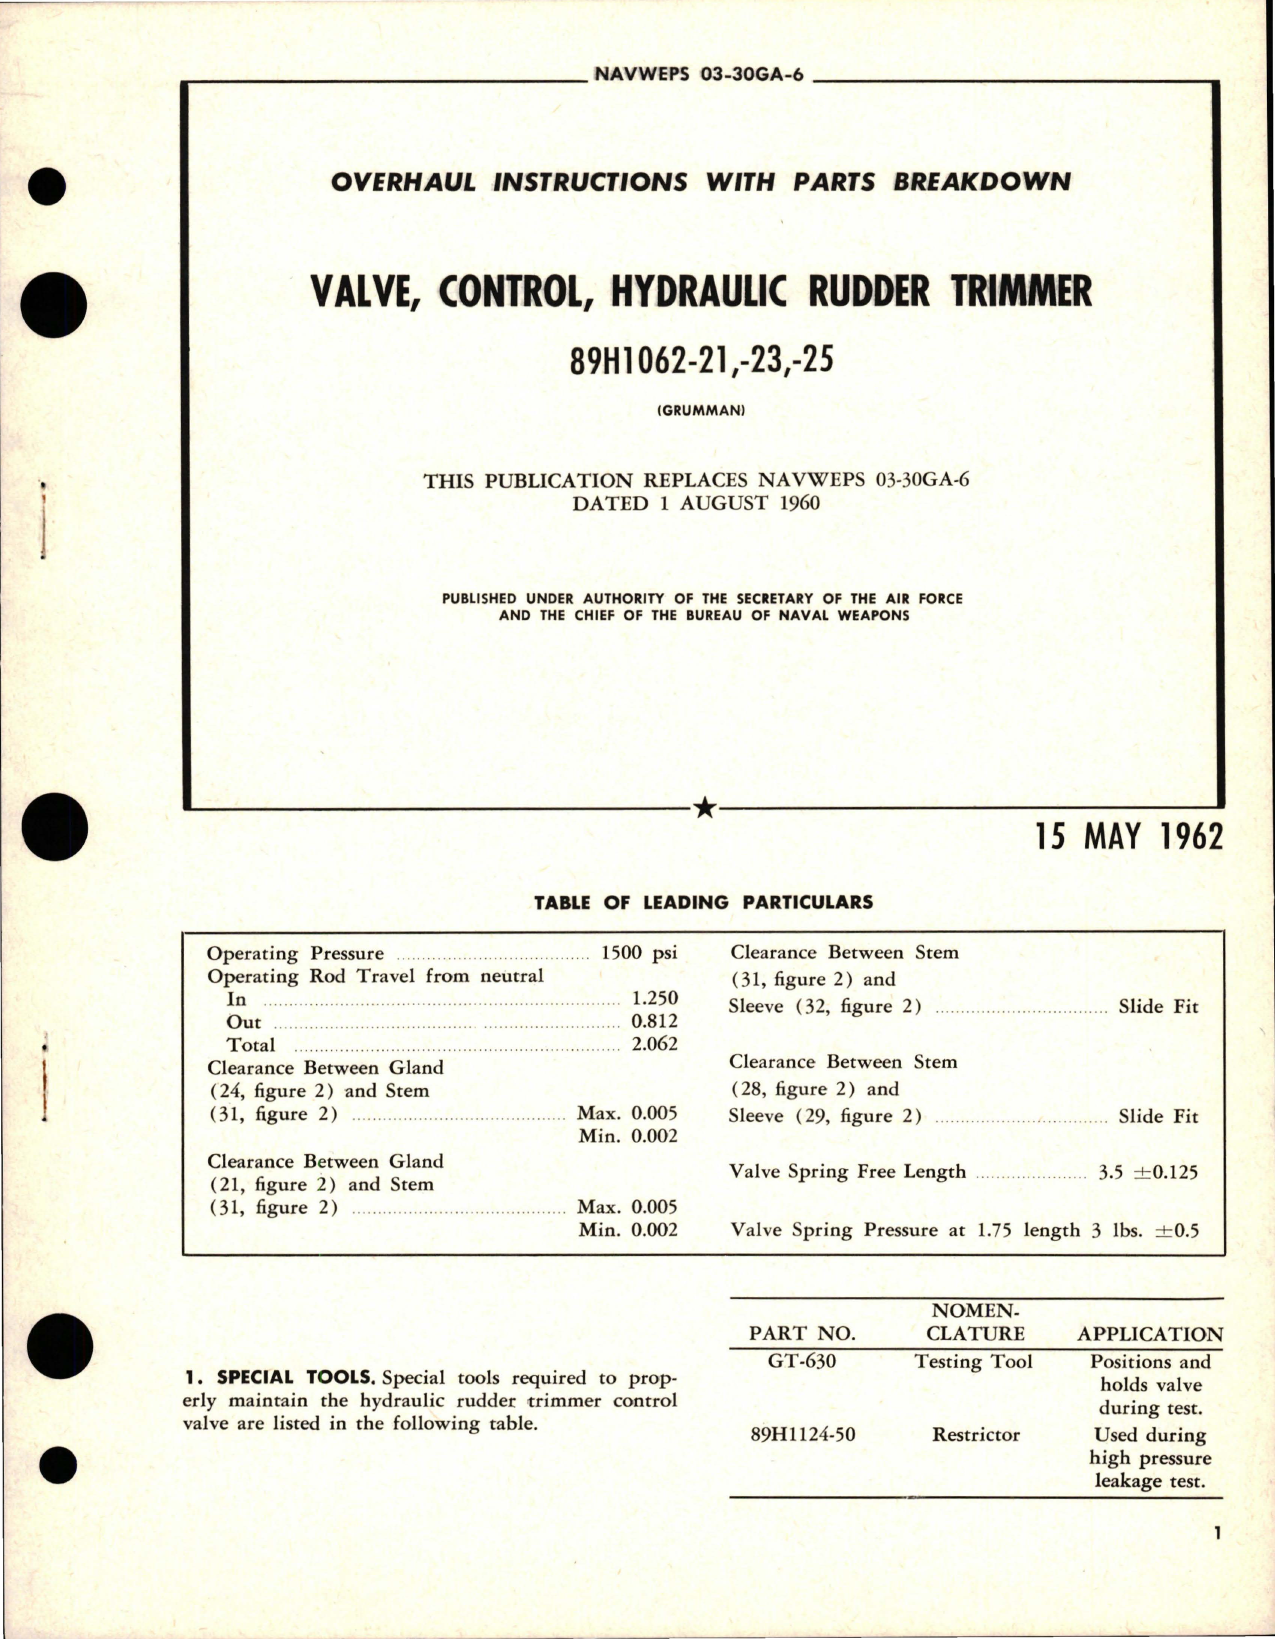 NAVWEPS 03-30GA-6
OVERHAUL INSTRUCTIONS WITH PARTS BREAKDOWN
VALVE, CONTROL, HYDRAULIC RUDDER TRIMMER
89H1062-21,-23,-25
(GRUMMAN)
THIS PUBLICATION REPLACES NAVWEPS 03-30GA-6
DATED 1 AUGUST 1960
PUBLISHED UNDER AUTHORITY OF THE SECRETARY OF THE AIR FORCE
AND THE CHIEF OF THE BUREAU OF NAVAL WEAPONS
15 MAY 1962
TABLE OF LEADING PARTICULARS
Operating Pressure ........ 1500 psi
Operating Rod Travel from neutral
In ........ 1.250
Out ........ 0.812
Total ........ 2.062
Clearance Between Gland
(24, figure 2) and Stem
(31, figure 2) ........ Max. 0.005
Min. 0.002
Clearance Between Gland
(21, figure 2) and Stem
(31, figure 2) ........ Max. 0.005
Min. 0.002
Clearance Between Stem
(31, figure 2) and
Sleeve (32, figure 2) ........ Slide Fit
Clearance Between Stem
(28, figure 2) and
Sleeve (29, figure 2) ........ Slide Fit
Valve Spring Free Length ........ 3.5 ±0.125
Valve Spring Pressure at 1.75 length 3 lbs. ±0.5
1. SPECIAL TOOLS. Special tools required to prop-
erly maintain the hydraulic rudder trimmer control
valve are listed in the following table.
NOMEN-
PART NO. CLATURE APPLICATION
GT-630 Testing Tool Positions and
holds valve
during test.
89H1124-50 Restrictor Used during
high pressure
leakage test.
1